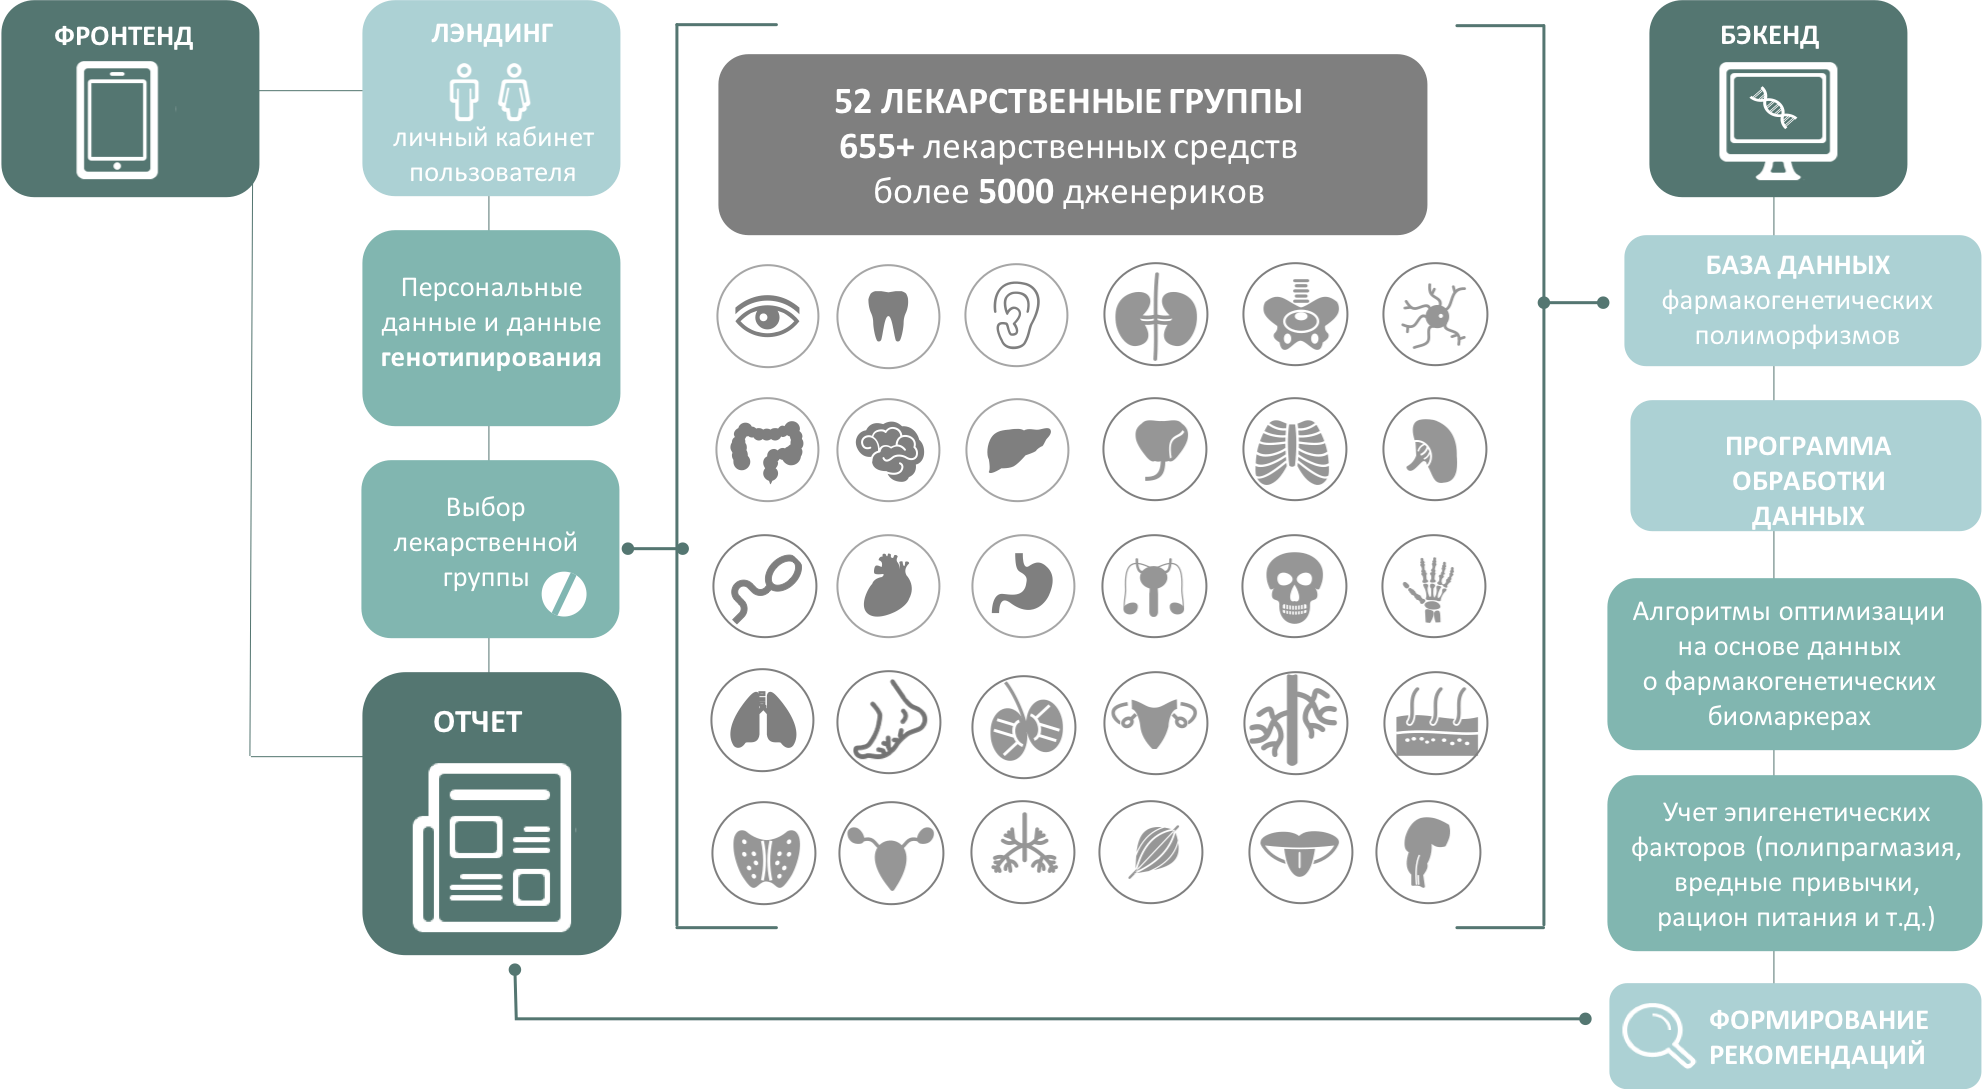 ФРОНТЕНД
ЛЭНДИНГ
личный кабинет
пользователя
Персональные
данные и данные
генотипирования
Выбор
лекарственной
группы
ОТЧЕТ
52 ЛЕКАРСТВЕННЫЕ ГРУППЫ
655+ лекарственных средств
более 5000 дженериков
БЭКЕНД
БАЗА ДАННЫХ
фармакогенетических
полиморфизмов
ПРОГРАММА
ОБРАБОТКИ
ДАННЫХ
Алгоритмы оптимизации
на основе данных
о фармакогенетических
биомаркерах
Учет эпигенетических
факторов (полипрагмазия,
вредные привычки,
рацион питания и т.д.)
ФОРМИРОВАНИЕ
РЕКОМЕНДАЦИЙ